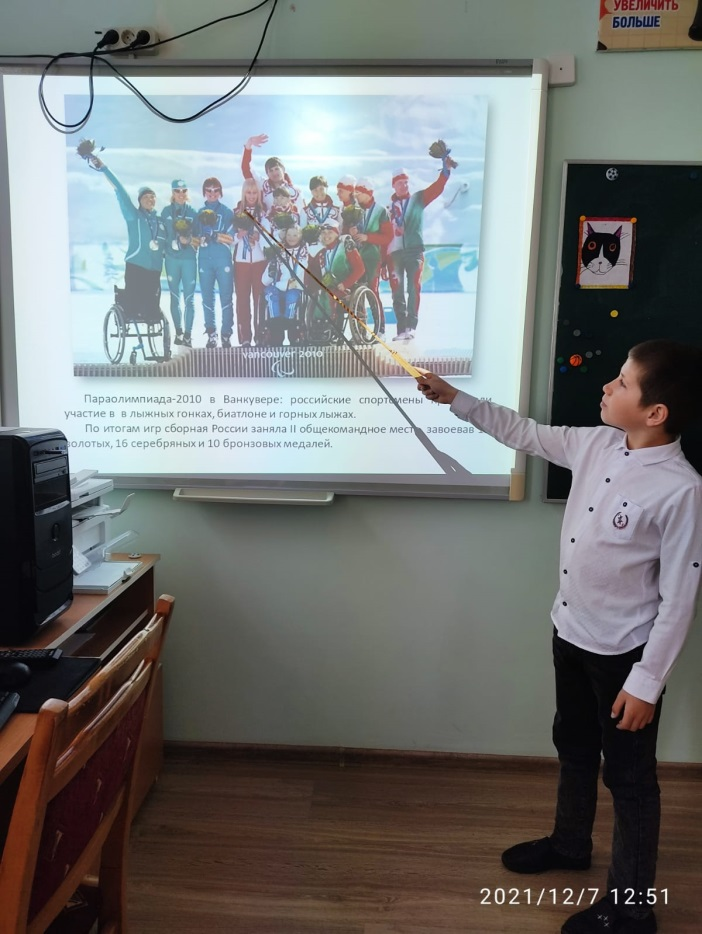 УВЕЛИЧИТЬ
БОЛЬШЕ
vancouver 2010
Параолимпиада-2010 в Ванкувере: российские спортсмены
участие в в лыжных гонках, биатлоне и горных лыжах.
По итогам игр сборная России заняла II общекомандное место, завоевав
золотых, 16 серебряных и 10 бронзовых медалей.
2021/12/7 12:51